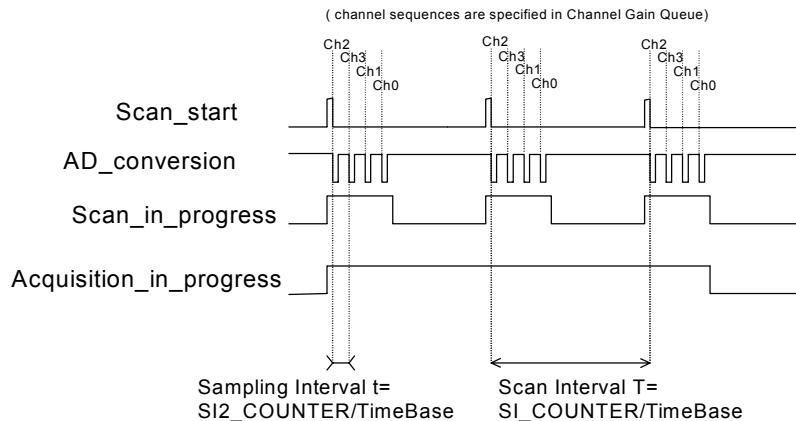 ( channel sequences are specified in Channel Gain Queue)
Ch2
Ch3
Ch1
Ch0
Ch2
Ch3
Ch1
Ch0
Ch2
Ch3
Ch1
Ch0
Scan_start
AD_conversion
Scan_in_progress
Acquisition_in_progress
Sampling Interval t=
SI2_COUNTER/TimeBase
Scan Interval T=
SI_COUNTER/TimeBase